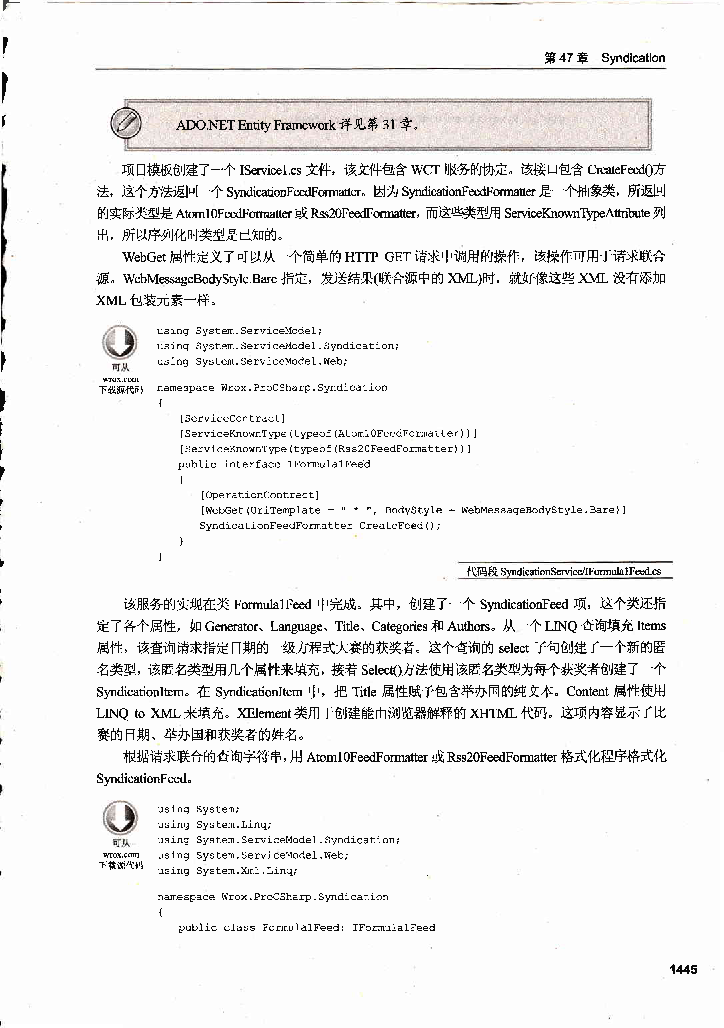 第 47 章 Syndication
ADO.NET Entity Framework 详见第 31 章。
项目模板创建了一个 IService1.cs 文件，该文件包含 WCT 服务的协定。该接口包含 CreateFeed()方
法，这个方法返回一个 SyndicationFeedFormatter。因为 SyndicationFeedFormatter 是一个抽象类，所返回
的实际类型是 Atom10FeedFormatter 或 Rss20FeedFormatter，而这些类型用 ServiceKnownTypeAttribute 列
出，所以序列化时类型是已知的。
WebGet 属性定义了可以从一个简单的 HTTP GET 请求中调用的操作，该操作可用于请求联合
源。WebMessageBodyStyle.Bare 指定，发送结果(联合源中的 XML)时，就好像这些 XML 没有添加
XML 包装元素一样。
可从
wrox.com
下载源代码
using System.ServiceModel;
using System.ServiceModel.Syndication;
using System.ServiceModel.Web;
namespace Wrox.ProCSharp.Syndication
{
[ServiceContract]
[ServiceKnownType(typeof(Atom10FeedFormatter))]
[ServiceKnownType(typeof(Rss20FeedFormatter))]
public interface IFormula1Feed
{
[OperationContract]
[WebGet(UriTemplate = " * ", BodyStyle = WebMessageBodyStyle.Bare)]
SyndicationFeedFormatter CreateFeed();
}
}
代码段 SyndicationService/IFormula1Feed.cs
该服务的实现在类 Formula1Feed 中完成。其中，创建了一个 SyndicationFeed 项，这个类还指
定了各个属性，如 Generator、Language、Title、Categories 和 Authors。从一个 LINQ 查询填充 Items
属性，该查询请求指定日期的一级方程式大赛的获奖者。这个查询的 select 子句创建了一个新的匿
名类型，该匿名类型用几个属性来填充，接着 Select()方法使用该匿名类型为每个获奖者创建了一个
SyndicationItem。在 SyndicationItem 中，把 Title 属性赋予包含举办国的纯文本。Content 属性使用
LINQ to XML 来填充。XElement 类用于创建能由浏览器解释的 XHTML 代码。这项内容显示了比
赛的日期、举办国和获奖者的姓名。
根据请求联合的查询字符串，用 Atom10FeedFormatter 或 Rss20FeedFormatter 格式化程序格式化
SyndicationFeed。
可从
wrox.com
下载源代码
using System;
using System.Linq;
using System.ServiceModel.Syndication;
using System.ServiceModel.Web;
using System.Xml.Linq;
namespace Wrox.ProCSharp.Syndication
{
public class Formula1Feed: IFormula1Feed
1445